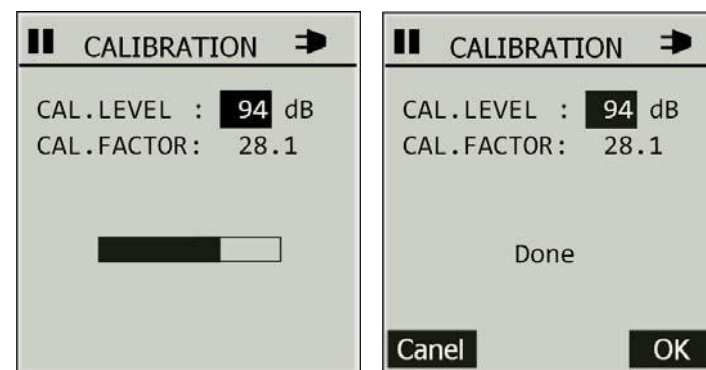 CALIBRATION
CAL.LEVEL : 94 dB
CAL.FACTOR: 28.1
CALIBRATION
CAL.LEVEL : 94 dB
CAL.FACTOR: 28.1
Done
Canel OK